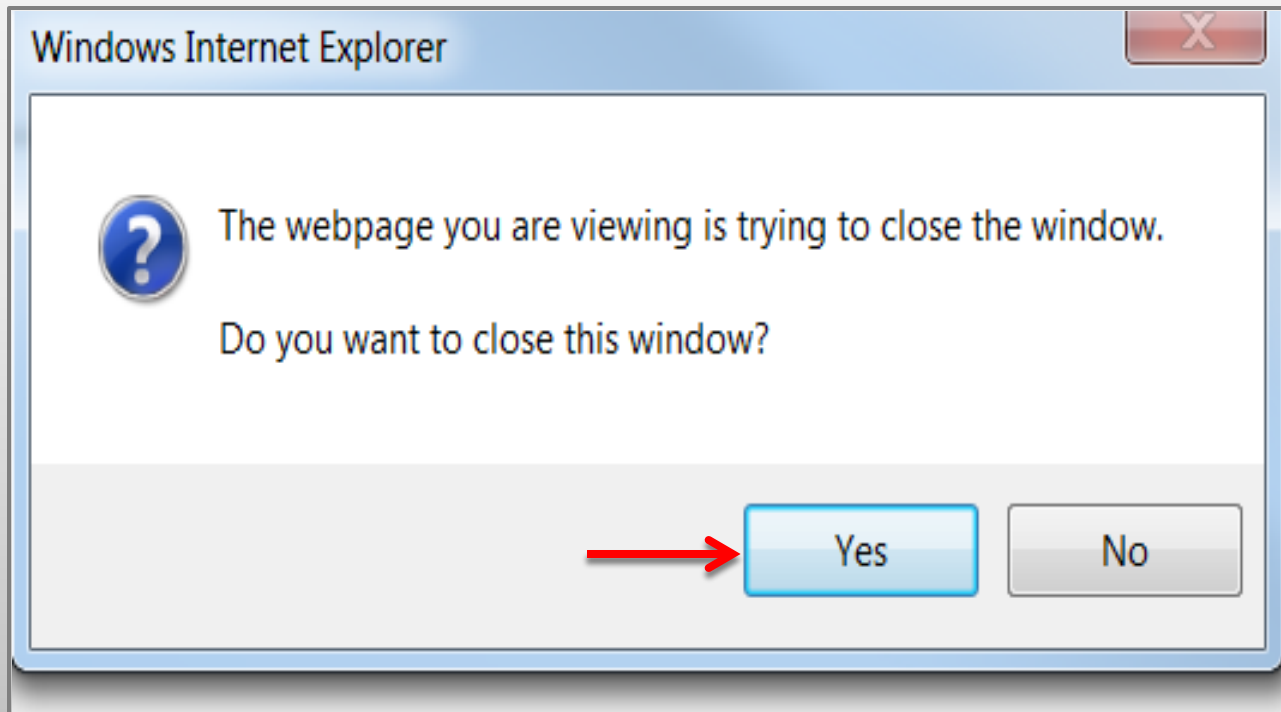 Windows Internet Explorer
X
?
The webpage you are viewing is trying to close the window.
Do you want to close this window?
Yes
No